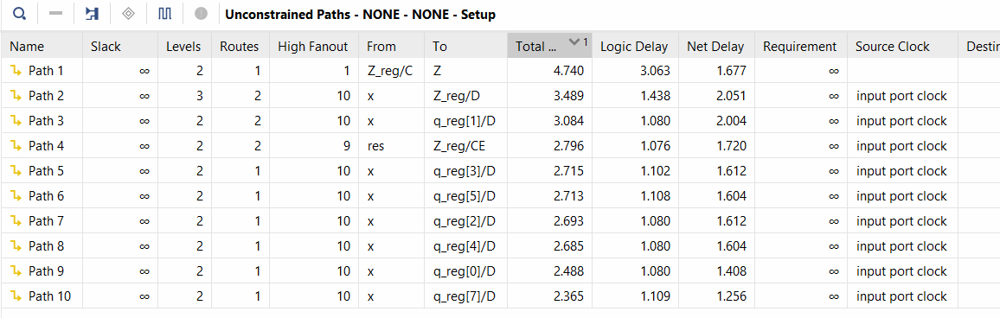 Unconstrained Paths - NONE - NONE - Setup
Name Slack Levels Routes High Fanout From To Total ... 1 Logic Delay Net Delay Requirement Source Clock Destin
Path 1 ∞ 2 1 1 Z_reg/C Z 4.740 3.063 1.677 ∞
Path 2 ∞ 3 2 10 x Z_reg/D 3.489 1.438 2.051 ∞ input port clock
Path 3 ∞ 2 2 10 x q_reg[1]/D 3.084 1.080 2.004 ∞ input port clock
Path 4 ∞ 2 2 9 res Z_reg/CE 2.796 1.076 1.720 ∞ input port clock
Path 5 ∞ 2 1 10 x q_reg[3]/D 2.715 1.102 1.612 ∞ input port clock
Path 6 ∞ 2 1 10 x q_reg[5]/D 2.713 1.108 1.604 ∞ input port clock
Path 7 ∞ 2 1 10 x q_reg[2]/D 2.693 1.080 1.612 ∞ input port clock
Path 8 ∞ 2 1 10 x q_reg[4]/D 2.685 1.080 1.604 ∞ input port clock
Path 9 ∞ 2 1 10 x q_reg[0]/D 2.488 1.080 1.408 ∞ input port clock
Path 10 ∞ 2 1 10 x q_reg[7]/D 2.365 1.109 1.256 ∞ input port clock